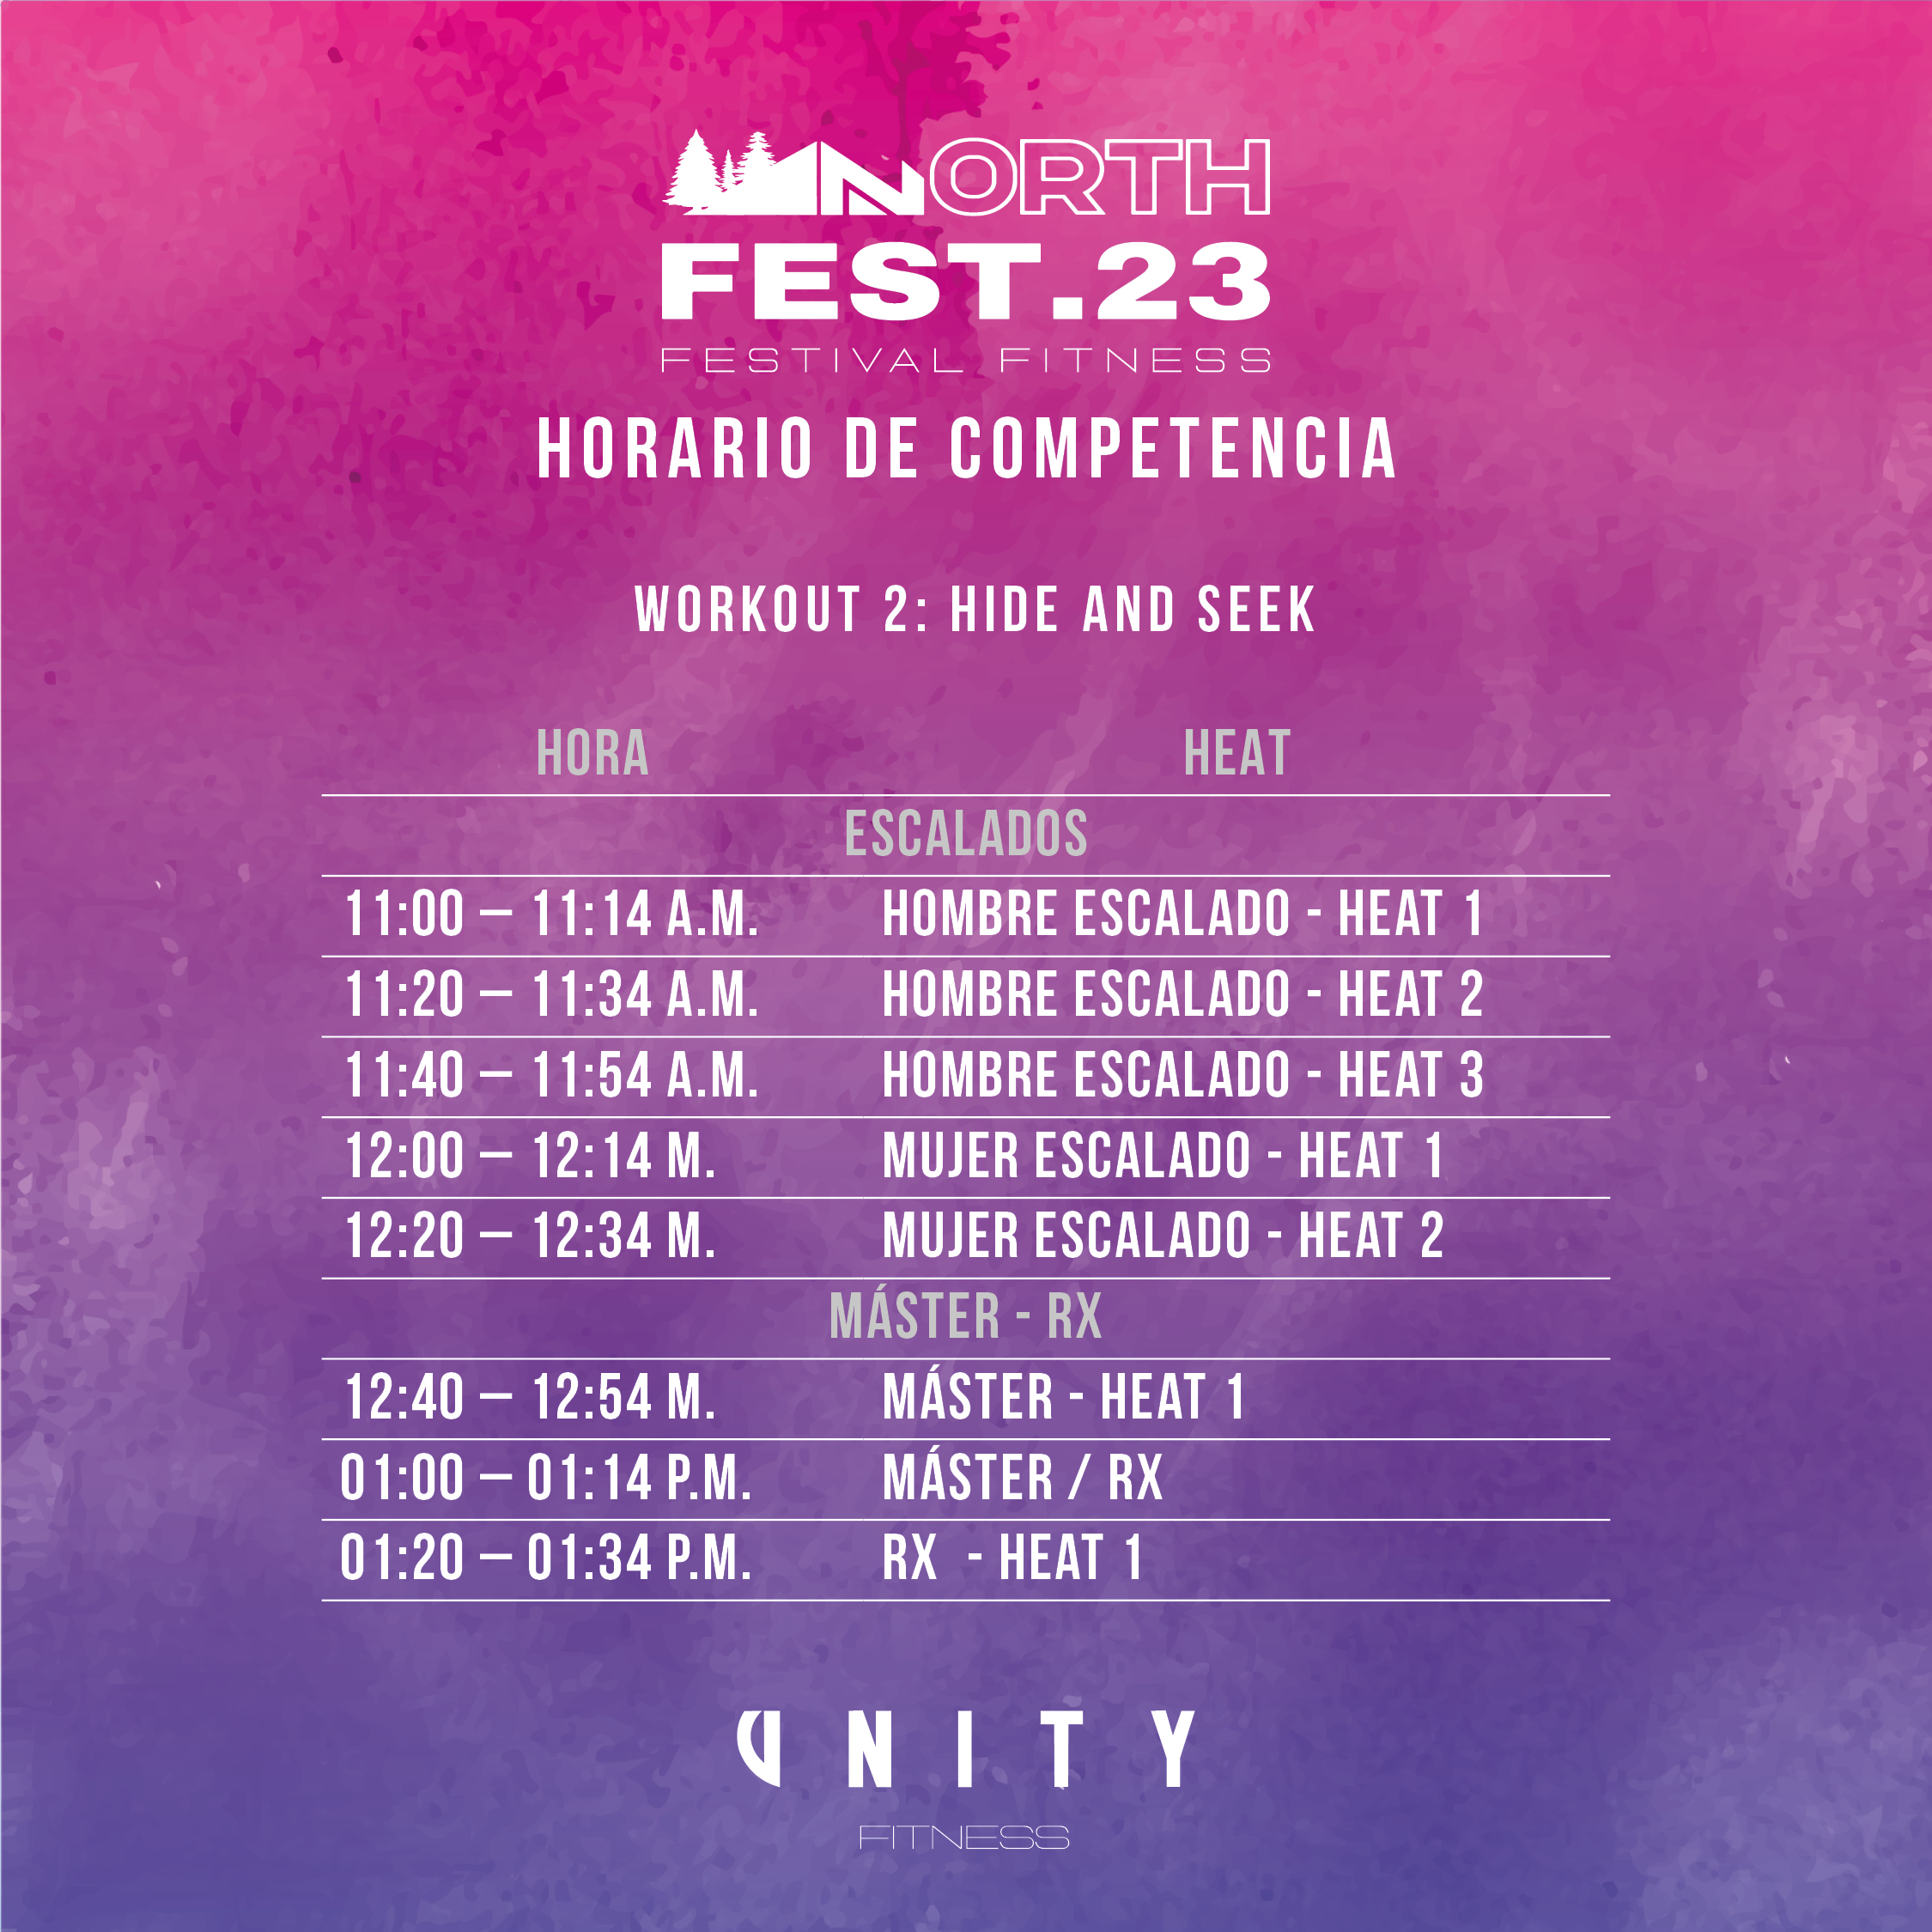 NORTH
FEST.23
FESTIVAL FITNESS
HORARIO DE COMPETENCIA
WORKOUT 2: HIDE AND SEEK
HORA HEAT
ESCALADOS
11:00 – 11:14 A.M. HOMBRE ESCALADO - HEAT 1
11:20 – 11:34 A.M. HOMBRE ESCALADO - HEAT 2
11:40 – 11:54 A.M. HOMBRE ESCALADO - HEAT 3
12:00 – 12:14 M. MUJER ESCALADO - HEAT 1
12:20 – 12:34 M. MUJER ESCALADO - HEAT 2
MÁSTER - RX
12:40 – 12:54 M. MÁSTER - HEAT 1
01:00 – 01:14 P.M. MÁSTER / RX
01:20 – 01:34 P.M. RX - HEAT 1
UNITY
FITNESS